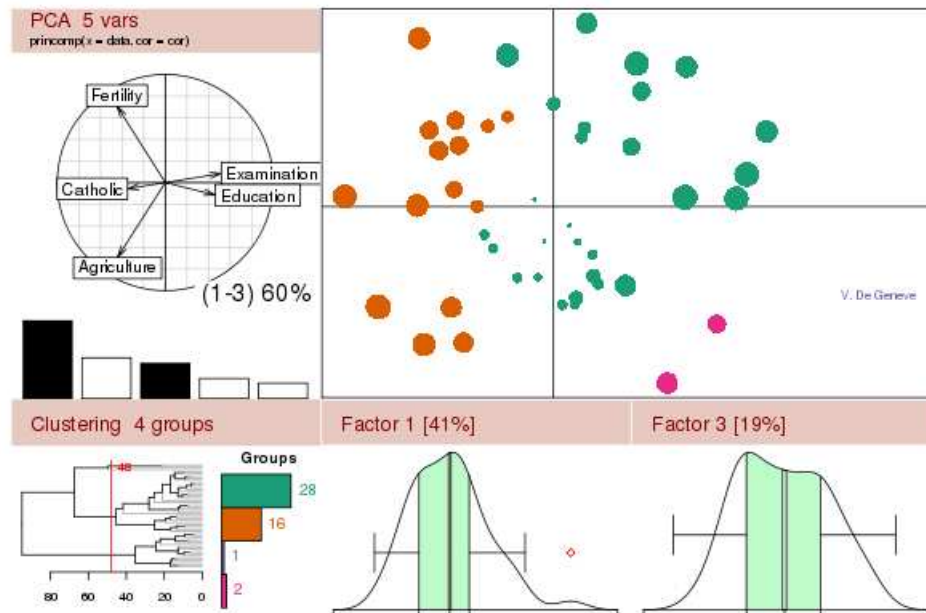 PCA 5 vars
princomp(x = data, cor = cor)
Fertility
Examination
Catholic
Education
Agriculture
(1-3) 60%
V. De Geneve
Clustering 4 groups
Factor 1 [41%]
Factor 3 [19%]
48
Groups
28
16
1
2
80 60 40 20 0